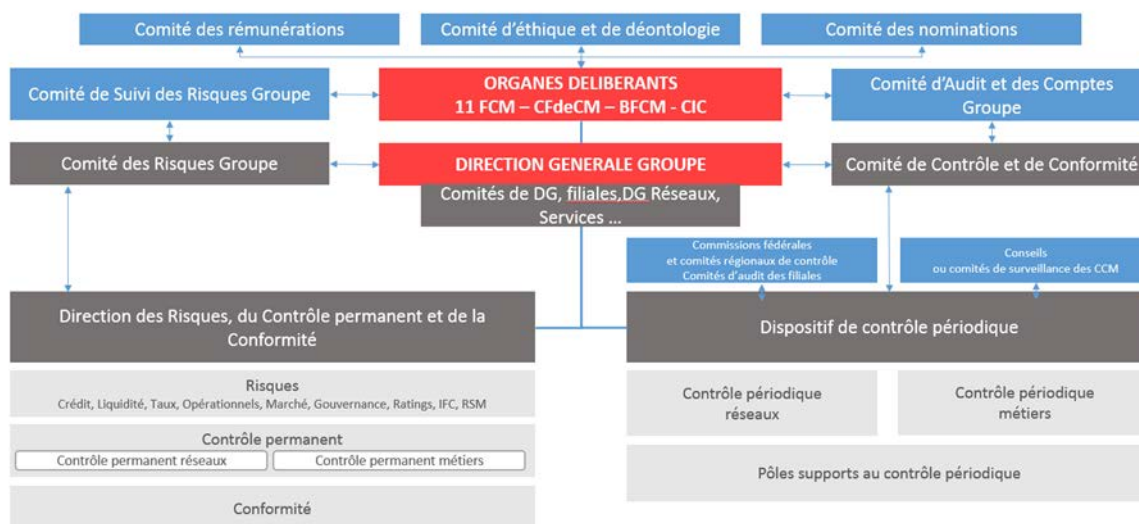 Comité des rémunérations
Comité d'éthique et de déontologie
Comité des nominations
Comité de Suivi des Risques Groupe
ORGANES DELIBERANTS
11 FCM – CFdeCM – BFCM - CIC
Comité d'Audit et des Comptes
Groupe
Comité des Risques Groupe
DIRECTION GENERALE GROUPE
Comité de Contrôle et de Conformité
Comités de DG, filiales,DG Réseaux,
Services ...
Commissions fédérales
et comités régionaux de contrôle
Comités d'audit des filiales
Conseils
ou comités de surveillance des CCM
Direction des Risques, du Contrôle permanent et de la
Conformité
Dispositif de contrôle périodique
Risques
Crédit, Liquidité, Taux, Opérationnels, Marché, Gouvernance, Ratings, IFC, RSM
Contrôle permanent
Contrôle permanent réseaux
Contrôle permanent métiers
Conformité
Contrôle périodique
réseaux
Contrôle périodique
métiers
Pôles supports au contrôle périodique